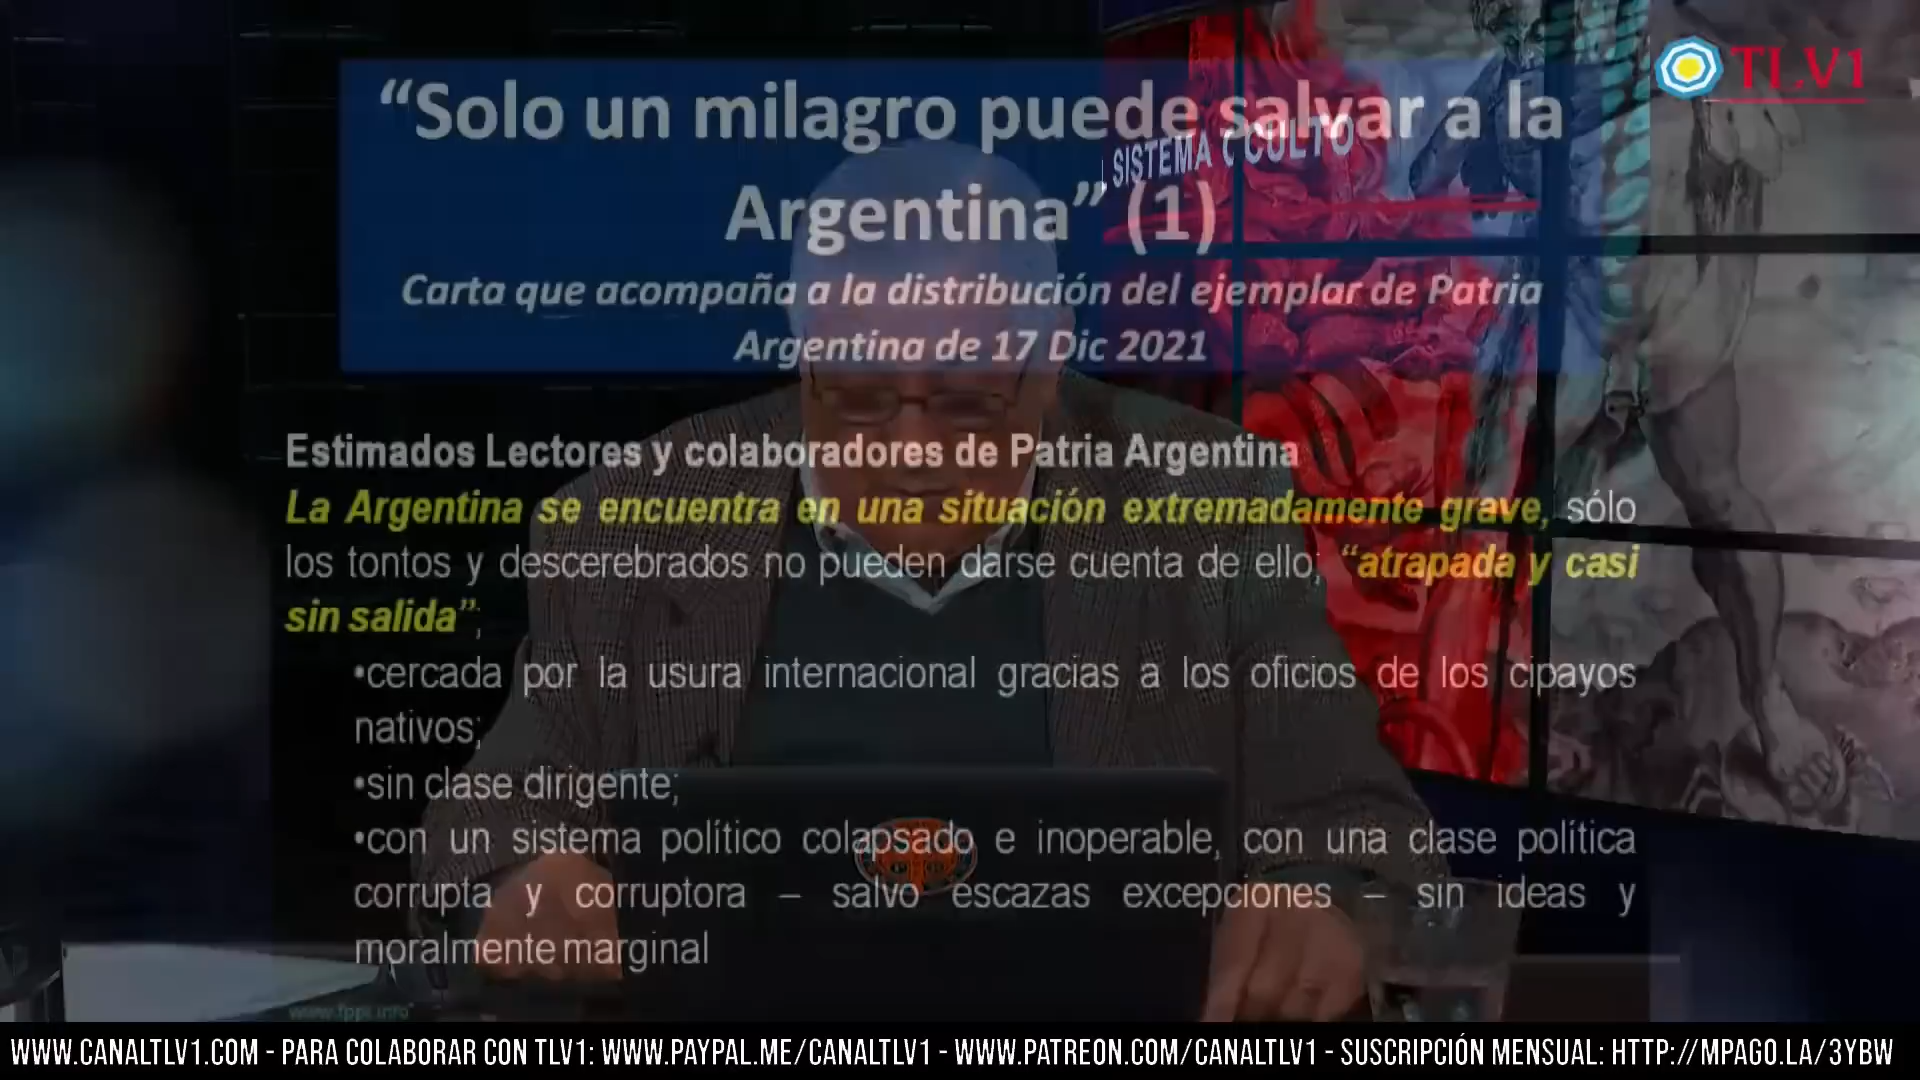 TLV1
“Solo un milagro puede salvar a la
SISTEMA OCULTO
Argentina” (1)
Carta que acompaña a la distribución del ejemplar de Patria
Argentina de 17 Dic 2021
Estimados Lectores y colaboradores de Patria Argentina
La Argentina se encuentra en una situación extremadamente grave, sólo
los tontos y descerebrados no pueden darse cuenta de ello; “atrapada y casi
sin salida”;
•cercada por la usura internacional gracias a los oficios de los cipayos
nativos;
•sin clase dirigente;
•con un sistema político colapsado e inoperable, con una clase política
corrupta y corruptora – salvo escazas excepciones – sin ideas y
moralmente marginal
www.fppi.info
WWW.CANALTLV1.COM - PARA COLABORAR CON TLV1: WWW.PAYPAL.ME/CANALTLV1 - WWW.PATREON.COM/CANALTLV1 - SUSCRIPCIÓN MENSUAL: HTTP://MPAGO.LA/3YBW